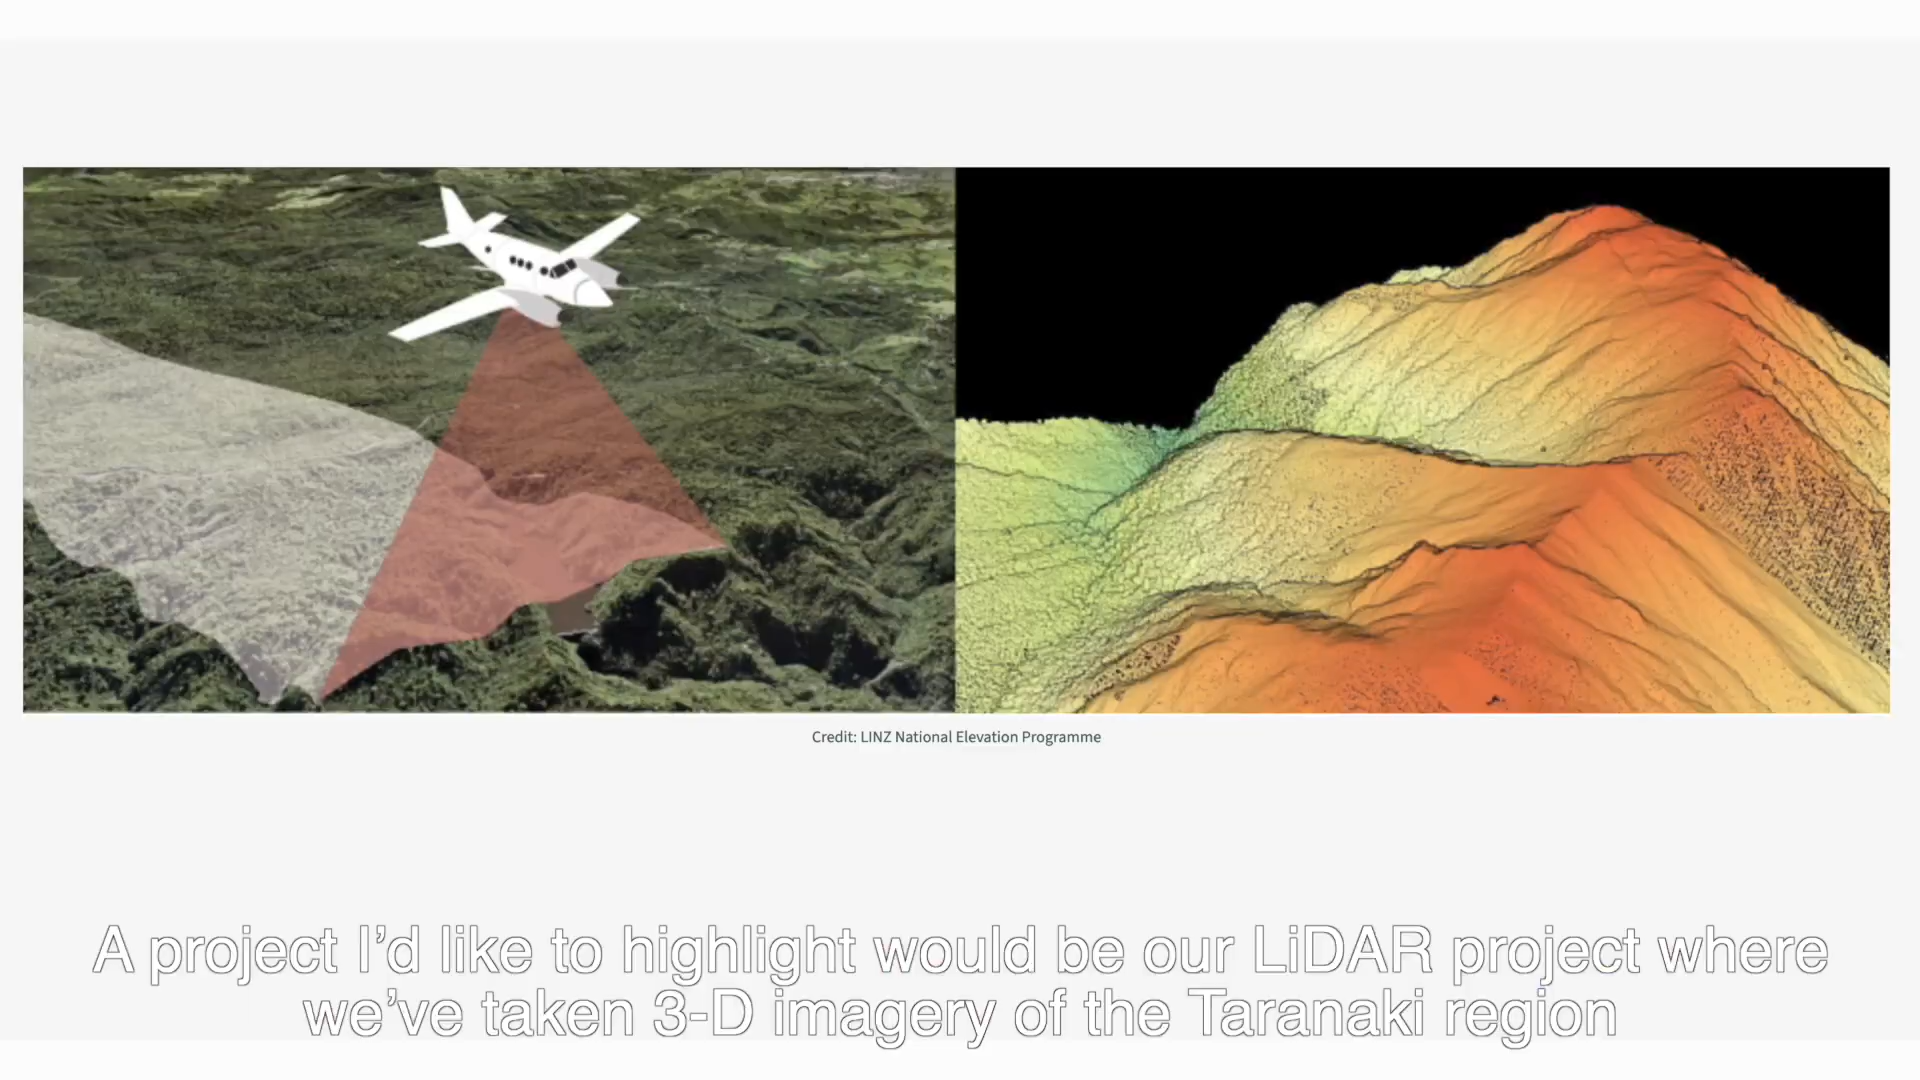 Credit: LINZ National Elevation Programme
A project I’d like to highlight would be our LiDAR project where
we’ve taken 3-D imagery of the Taranaki region